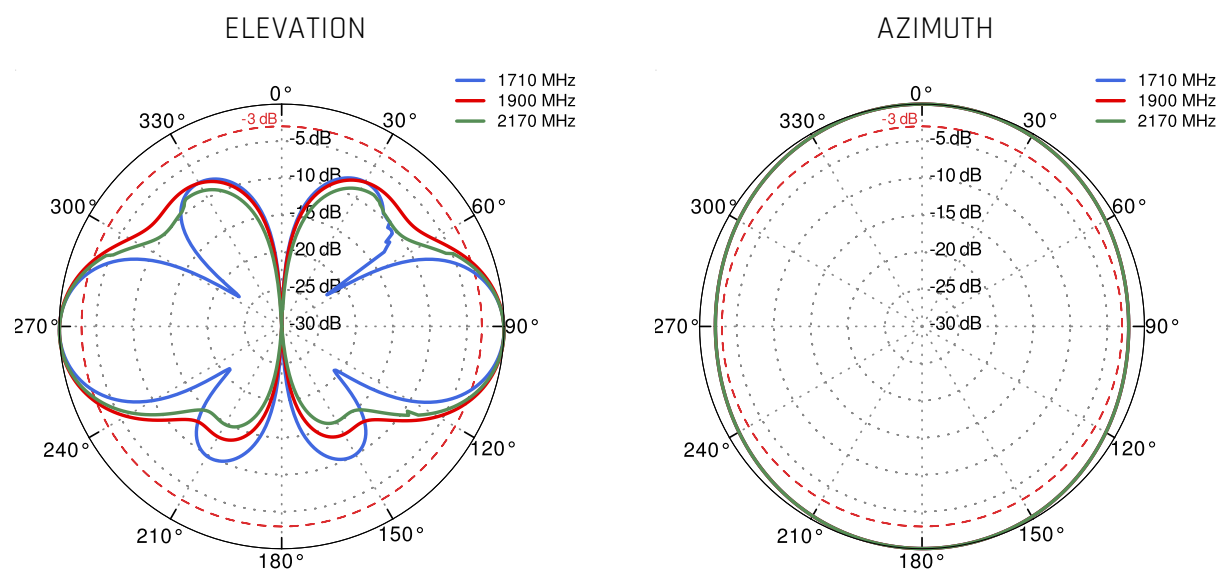 ELEVATION
1710 MHz
1900 MHz
2170 MHz
0°
-3 dB
330°
30°
-5 dB
-10 dB
300°
60°
-15 dB
20 dB
-25 dB
-30 dB
270°
90°
240°
120°
210°
150°
180°
AZIMUTH
1710 MHz
1900 MHz
2170 MHz
0°
-3 dB
330°
30°
-5 dB
-10 dB
300°
60°
-15 dB
-20 dB
-25 dB
-30 dB
270°
90°
240°
120°
210°
150°
180°